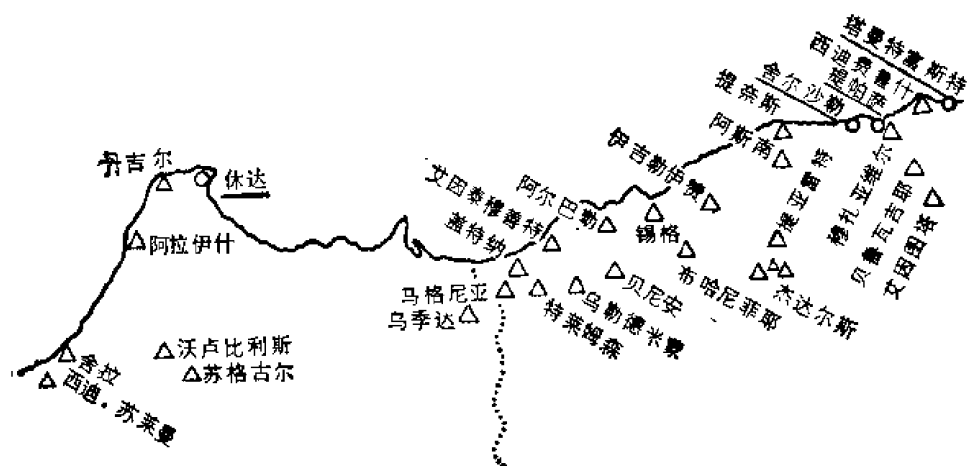 塔曼特富斯特
西迪费鲁什
提帕萨
舍尔沙勒
提奈斯
阿斯南
伊吉勒伊赞
丹吉尔
休达
阿尔巴勒
艾因泰穆善特
盖特纳
阿拉伊什
锡格
提亚雷特
穆扎亚维尔
贝鲁瓦吉耶
艾因图塔
马格尼亚
乌季达
贝尼安
布哈尼菲耶
杰达尔斯
乌勒德米蒙
特莱姆森
沃卢比利斯
苏格古尔
舍拉
西迪·苏莱曼